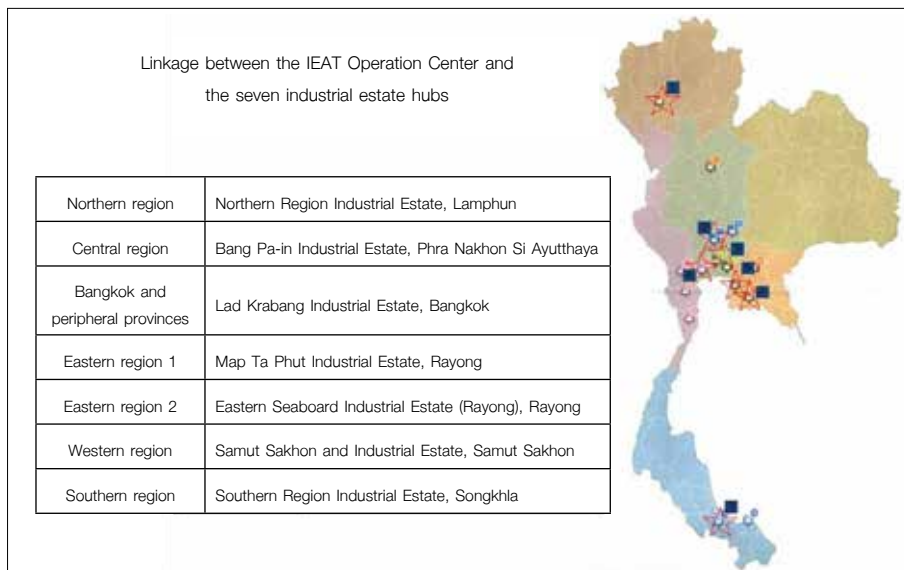 Linkage between the IEAT Operation Center and
the seven industrial estate hubs
Northern region Northern Region Industrial Estate, Lamphun
Central region Bang Pa-in Industrial Estate, Phra Nakhon Si Ayutthaya
Bangkok and
peripheral provinces Lad Krabang Industrial Estate, Bangkok
Eastern region 1 Map Ta Phut Industrial Estate, Rayong
Eastern region 2 Eastern Seaboard Industrial Estate (Rayong), Rayong
Western region Samut Sakhon and Industrial Estate, Samut Sakhon
Southern region Southern Region Industrial Estate, Songkhla